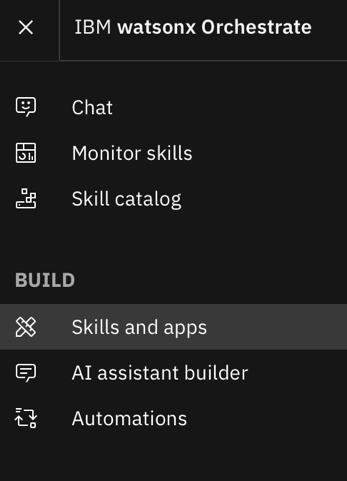 IBM watsonx Orchestrate
Chat
Monitor skills
Skill catalog
BUILD
Skills and apps
AI assistant builder
Automations